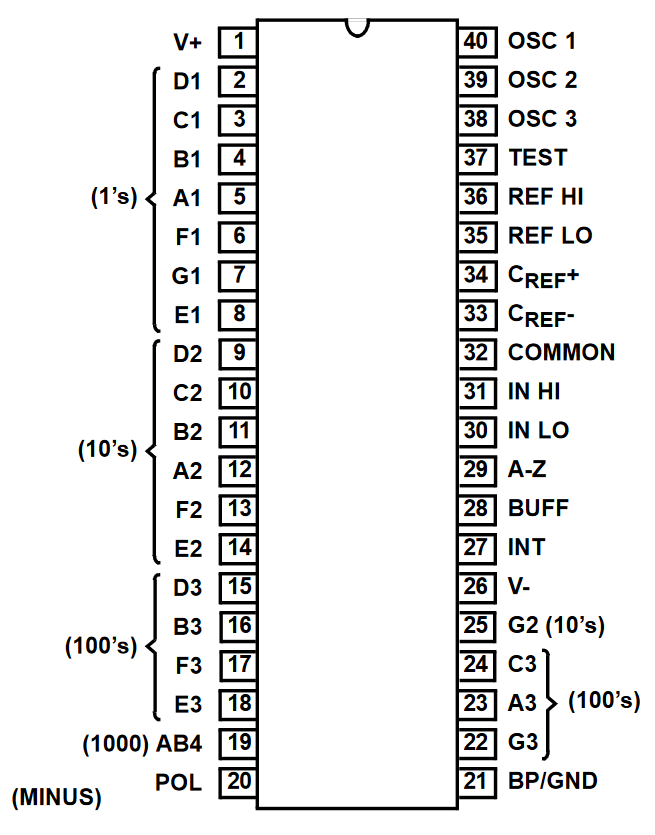 V+ 1 40 OSC 1
D1 2 39 OSC 2
C1 3 38 OSC 3
B1 4 37 TEST
(1's) A1 5 36 REF HI
F1 6 35 REF LO
G1 7 34 CREF+
E1 8 33 CREF-
D2 9 32 COMMON
C2 10 31 IN HI
B2 11 30 IN LO
(10's)
A2 12 29 A-Z
F2 13 28 BUFF
E2 14 27 INT
D3 15 26 V-
B3 16 25 G2 (10's)
(100's)
F3 17 24 C3
E3 18 23 A3 (100's)
(1000) AB4 19 22 G3
POL 20 21 BP/GND
(MINUS)